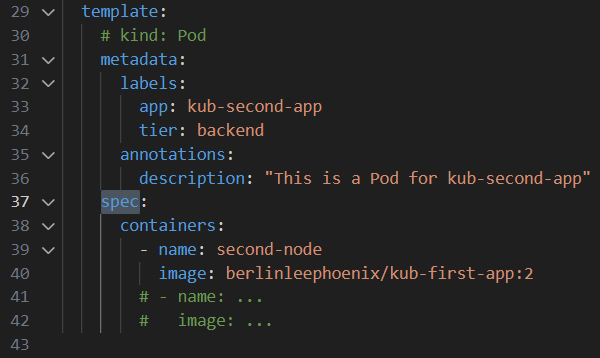 29 template:
30 # kind: Pod
31 metadata:
32 labels:
33 app: kub-second-app
34 tier: backend
35 annotations:
36 description: "This is a Pod for kub-second-app"
37 spec:
38 containers:
39 - name: second-node
40 image: berlinleephoenix/kub-first-app:2
41 # - name: ...
42 #   image: ...
43